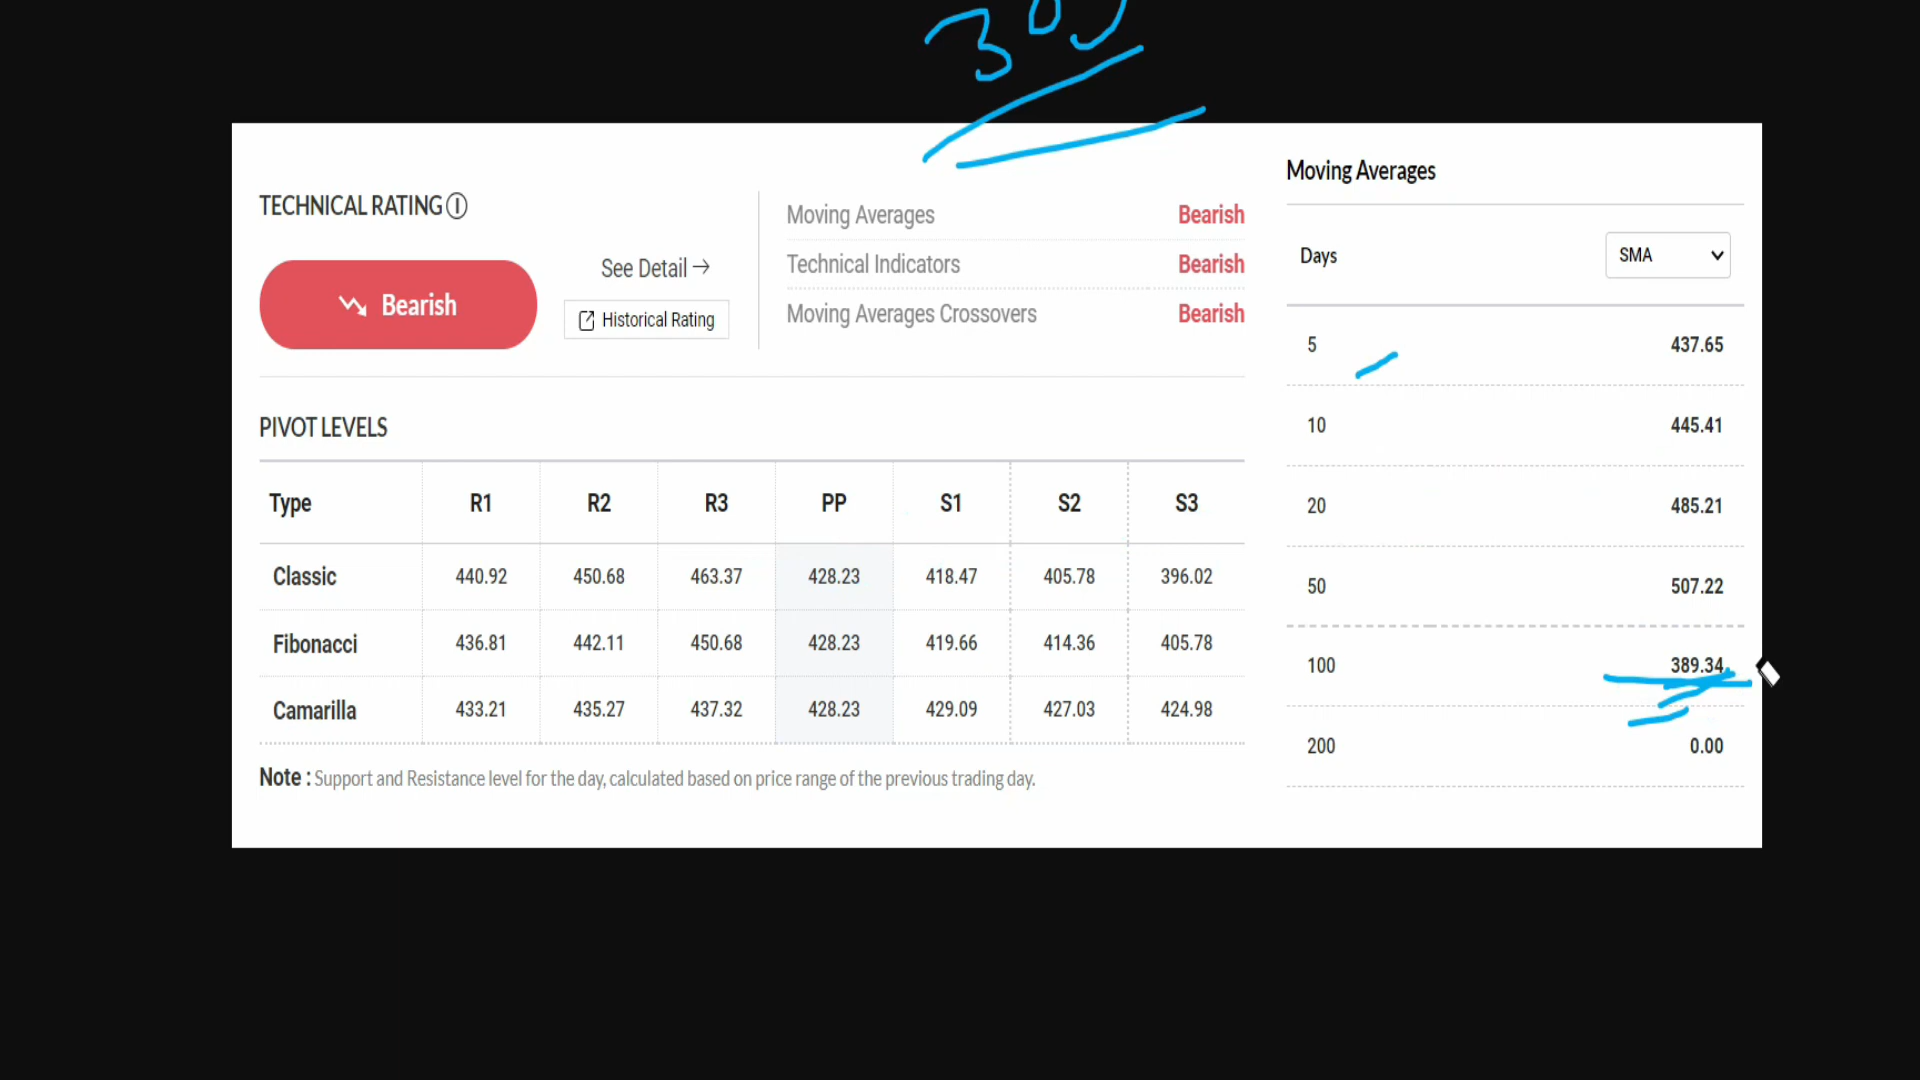 TECHNICAL RATING
Bearish
See Detail →
Historical Rating
Moving Averages Bearish
Technical Indicators Bearish
Moving Averages Crossovers Bearish
PIVOT LEVELS
Type R1 R2 R3 PP S1 S2 S3
Classic 440.92 450.68 463.37 428.23 418.47 405.78 396.02
Fibonacci 436.81 442.11 450.68 428.23 419.66 414.36 405.78
Camarilla 433.21 435.27 437.32 428.23 429.09 427.03 424.98
Note : Support and Resistance level for the day, calculated based on price range of the previous trading day.
Moving Averages
Days SMA
5 437.65
10 445.41
20 485.21
50 507.22
100 389.34
200 0.00